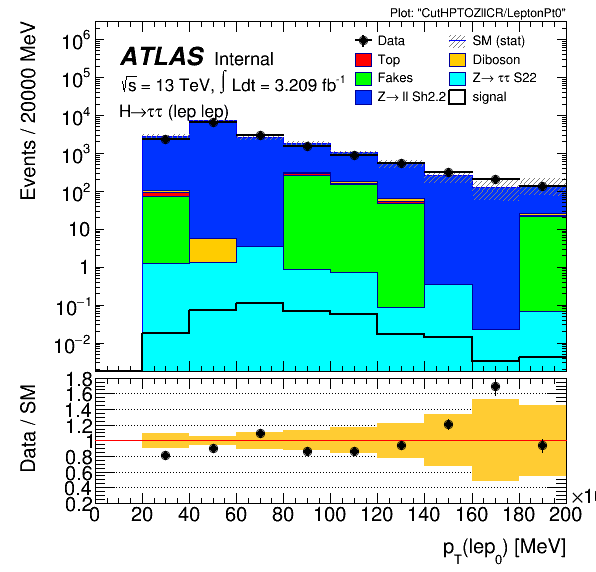 Plot: "CutHPTOZllCR/LeptonPt0"
Events / 20000 MeV
ATLAS Internal
√s = 13 TeV, ∫ Ldt = 3.209 fb⁻¹
H→ττ (lep lep)
Data
SM (stat)
Top
Diboson
Fakes
Z→ ττ S22
Z→ ll Sh2.2
signal
10⁶
10⁵
10⁴
10³
10²
10
1
10⁻¹
10⁻²
Data / SM
1.8
1.6
1.4
1.2
1
0.8
0.6
0.4
0.2
0 20 40 60 80 100 120 140 160 180 200
×10
p_T(lep_0) [MeV]